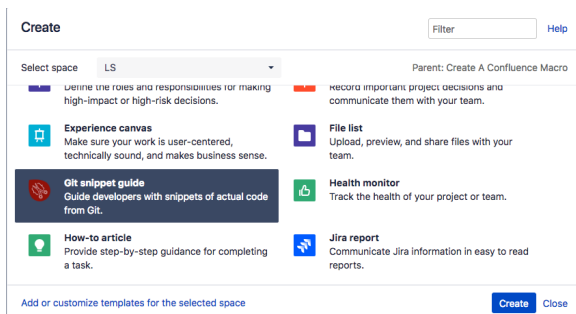 Create
Filter
Help
Select space
LS
Parent: Create A Confluence Macro
Define the roles and responsibilities for making
high-impact or high-risk decisions.
Record important project decisions and
communicate them with your team.
Experience canvas
Make sure your work is user-centered,
technically sound, and makes business sense.
File list
Upload, preview, and share files with your
team.
Git snippet guide
Guide developers with snippets of actual code
from Git.
Health monitor
Track the health of your project or team.
How-to article
Provide step-by-step guidance for completing
a task.
Jira report
Communicate Jira information in easy to read
reports.
Add or customize templates for the selected space
Create
Close